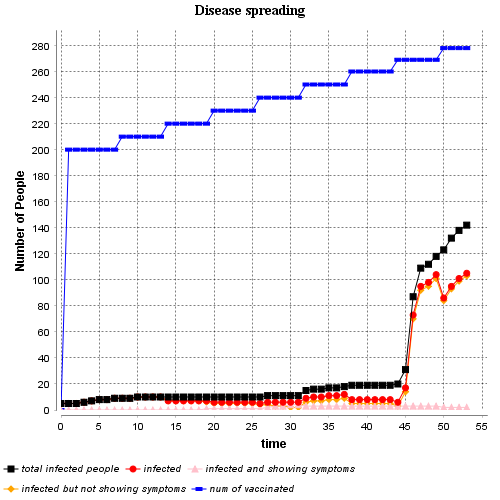 Disease spreading
Number of People
280
260
240
220
200
180
160
140
120
100
80
60
40
20
0
0 5 10 15 20 25 30 35 40 45 50 55
time
total infected people infected infected and showing symptoms
infected but not showing symptoms num of vaccinated